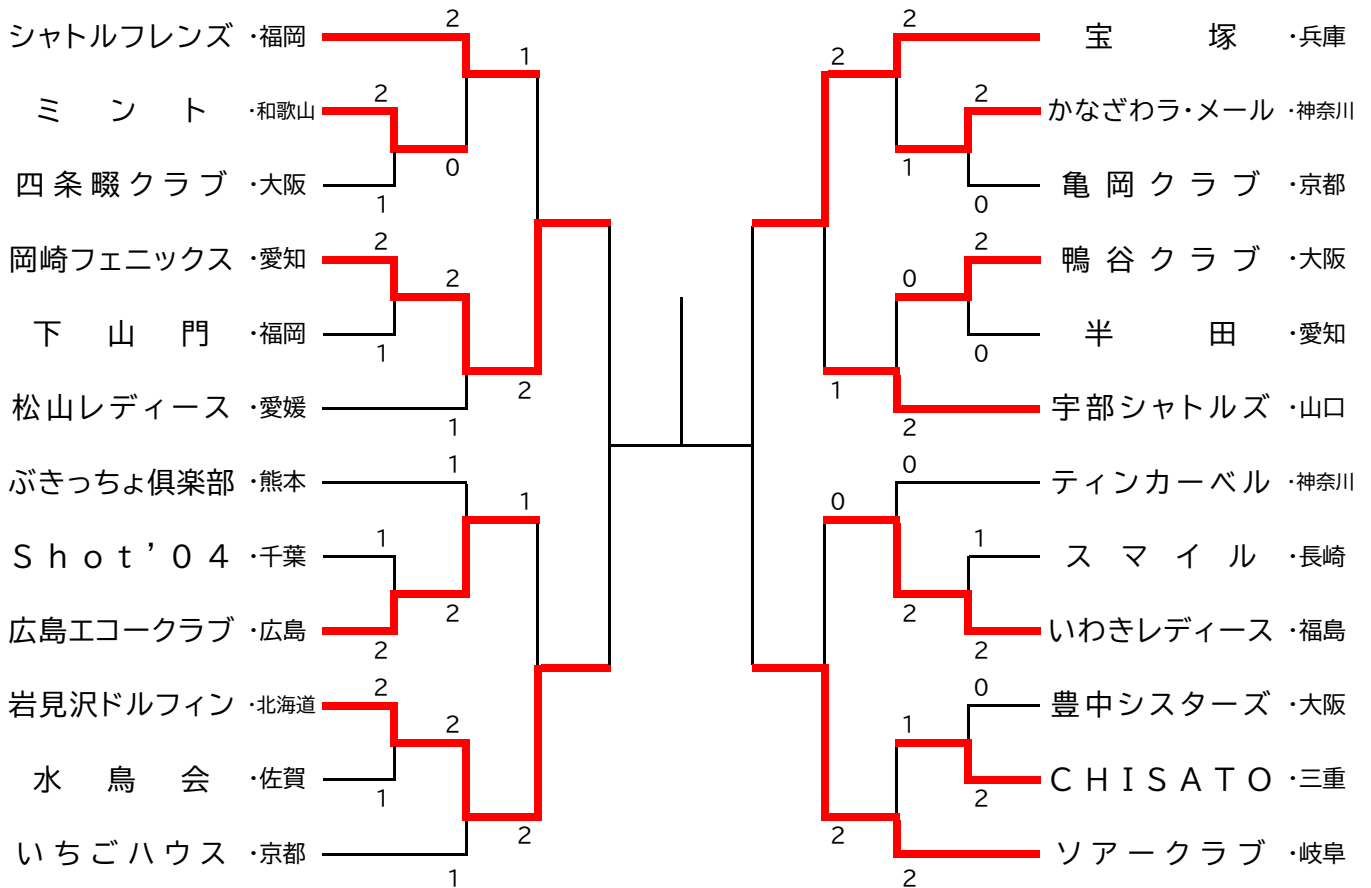 シャトルフレンズ ・福岡
ミント ・和歌山
四条畷クラブ ・大阪
岡崎フェニックス ・愛知
下山門 ・福岡
松山レディース ・愛媛
ぶきっちょ倶楽部 ・熊本
Ｓｈｏｔ’０４ ・千葉
広島エコークラブ ・広島
岩見沢ドルフィン ・北海道
水鳥会 ・佐賀
いちごハウス ・京都
2
1
2
0
1
2
2
1
2
1
1
1
1
2
2
2
2
1
2
1
2
2
2
2
1
0
2
0
0
1
2
0
0
1
2
2
0
1
2
2
2
宝塚 ・兵庫
かなざわラ・メール ・神奈川
亀岡クラブ ・京都
鴨谷クラブ ・大阪
半田 ・愛知
宇部シャトルズ ・山口
ティンカーベル ・神奈川
スマイル ・長崎
いわきレディース ・福島
豊中シスターズ ・大阪
ＣＨＩＳＡＴＯ ・三重
ソアークラブ ・岐阜